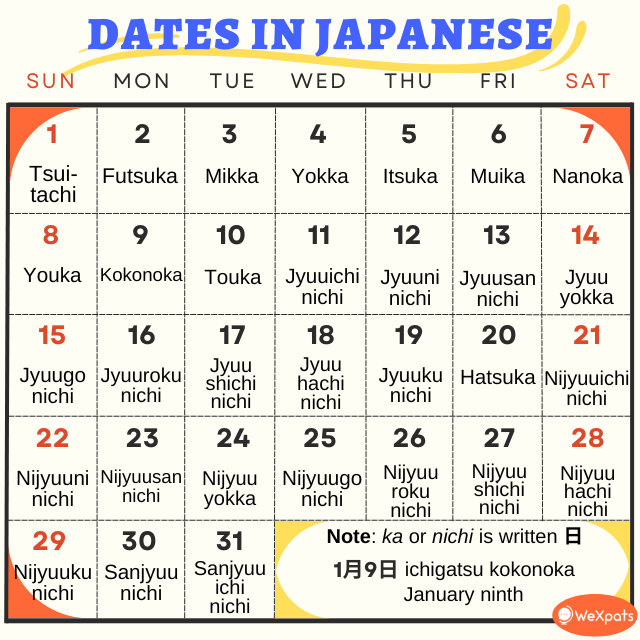 DATES IN JAPANESE
SUN MON TUE WED THU FRI SAT
1 2 3 4 5 6 7
Tsui-
tachi
Futsuka
Mikka
Yokka
Itsuka
Muika
Nanoka
8 9 10 11 12 13 14
Youka
Kokonoka
Touka
Jyuuichi
nichi
Jyuuni
nichi
Jyuusan
nichi
Jyuu
yokka
15 16 17 18 19 20 21
Jyuugo
nichi
Jyuuroku
nichi
Jyuu
shichi
nichi
Jyuu
hachi
nichi
Jyuuku
nichi
Hatsuka
Nijyuuichi
nichi
22 23 24 25 26 27 28
Nijyuuni
nichi
Nijyuusan
nichi
Nijyuu
yokka
Nijyuugo
nichi
Nijyuu
roku
nichi
Nijyuu
shichi
nichi
Nijyuu
hachi
nichi
29 30 31
Nijyuuku
nichi
Sanjyuu
nichi
Sanjyuu
ichi
nichi
Note: ka or nichi is written 日
1月9日 ichigatsu kokonoka
January ninth
WeXpats